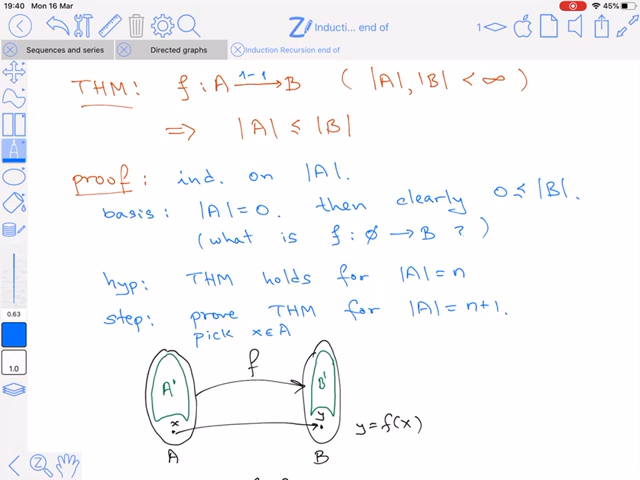 19:40 Mon 16 Mar
45%
Induction ... end of
1
Sequences and series
Directed graphs
Induction Recursion end of
THM: f: A 1-1→ B ( |A|, |B| < ∞ )
⇒ |A| ≤ |B|
proof: ind. on |A|.
basis: |A| = 0. then clearly 0 ≤ |B|.
(what is f: ∅ → B ?)
hyp: THM holds for |A| = n
step: prove THM for |A| = n+1.
pick x ∈ A
f
A' B'
x y
y = f(x)
A B
0.63
1.0